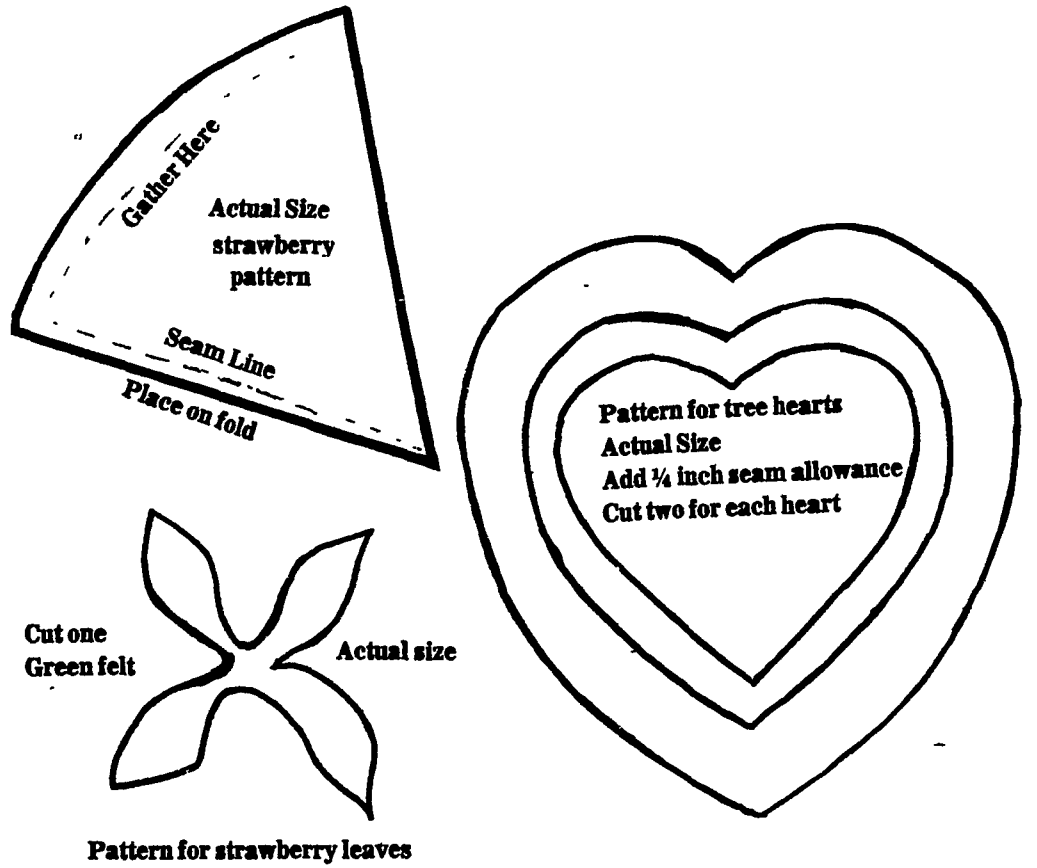 Gather Here
Actual Size
strawberry
pattern
Seam Line
Place on fold
Pattern for tree hearts
Actual Size
Add ¼ inch seam allowance
Cut two for each heart
Cut one
Green felt
Actual size
Pattern for strawberry leaves